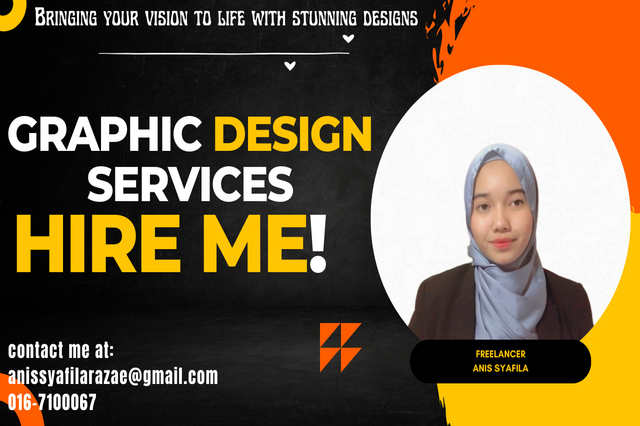 Bringing your vision to life with stunning designs
GRAPHIC DESIGN
SERVICES
HIRE ME!
contact me at:
anissyafilarazae@gmail.com
016-7100067
FREELANCER
ANIS SYAFILA